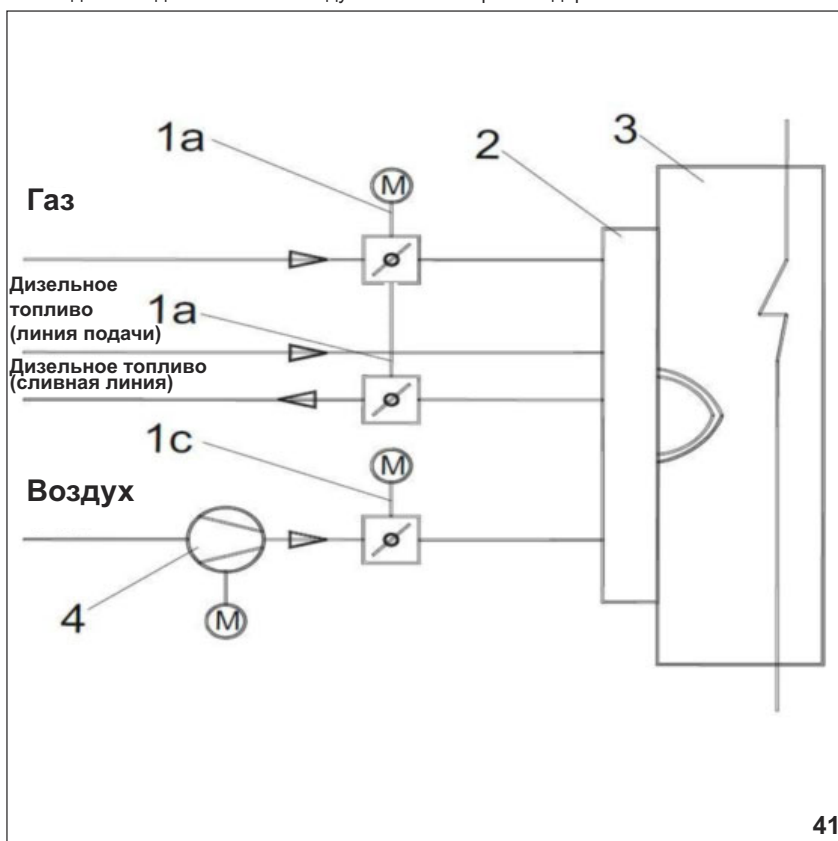 1a
2
3
M
Газ
Дизельное
топливо
(линия подачи)
1a
Дизельное топливо
(сливная линия)
1c
M
Воздух
4
M
41